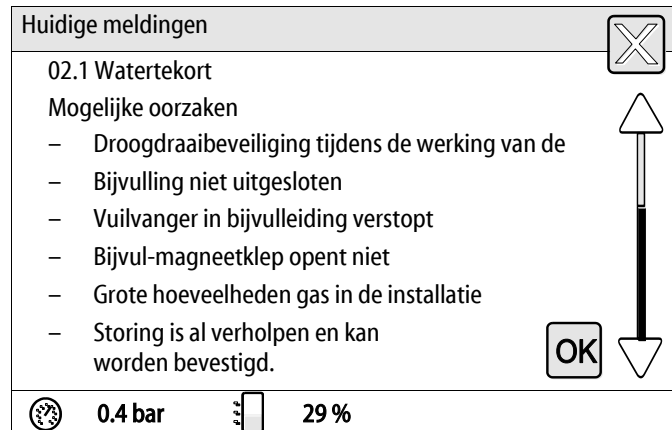 Huidige meldingen
X
02.1 Watertekort
Mogelijke oorzaken
– Droogdraaibeveiliging tijdens de werking van de
– Bijvulling niet uitgesloten
– Vuilvanger in bijvulleiding verstopt
– Bijvul-magneetklep opent niet
– Grote hoeveelheden gas in de installatie
– Storing is al verholpen en kan
worden bevestigd.
OK
0.4 bar 29 %